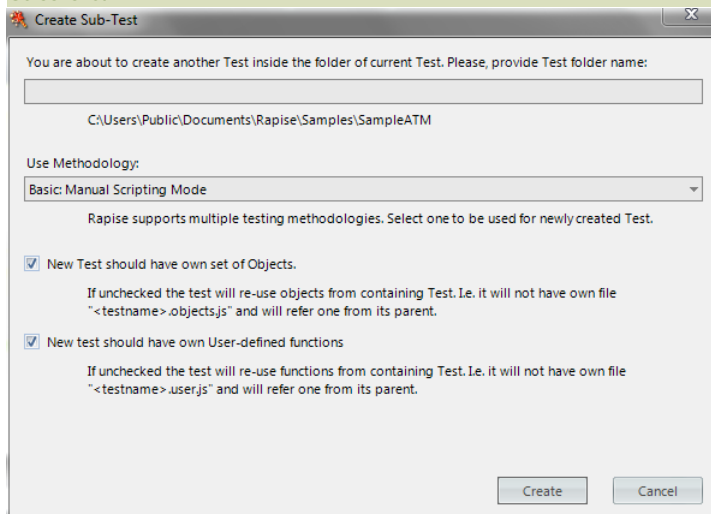 Create Sub-Test
You are about to create another Test inside the folder of current Test. Please, provide Test folder name:
C:\Users\Public\Documents\Rapise\Samples\SampleATM
Use Methodology:
Basic: Manual Scripting Mode
Rapise supports multiple testing methodologies. Select one to be used for newly created Test.
New Test should have own set of Objects.
If unchecked the test will re-use objects from containing Test. I.e. it will not have own file
"<testname>.objects.js" and will refer one from its parent.
New test should have own User-defined functions
If unchecked the test will re-use functions from containing Test. I.e. it will not have own file
"<testname>.user.js" and will refer one from its parent.
Create Cancel